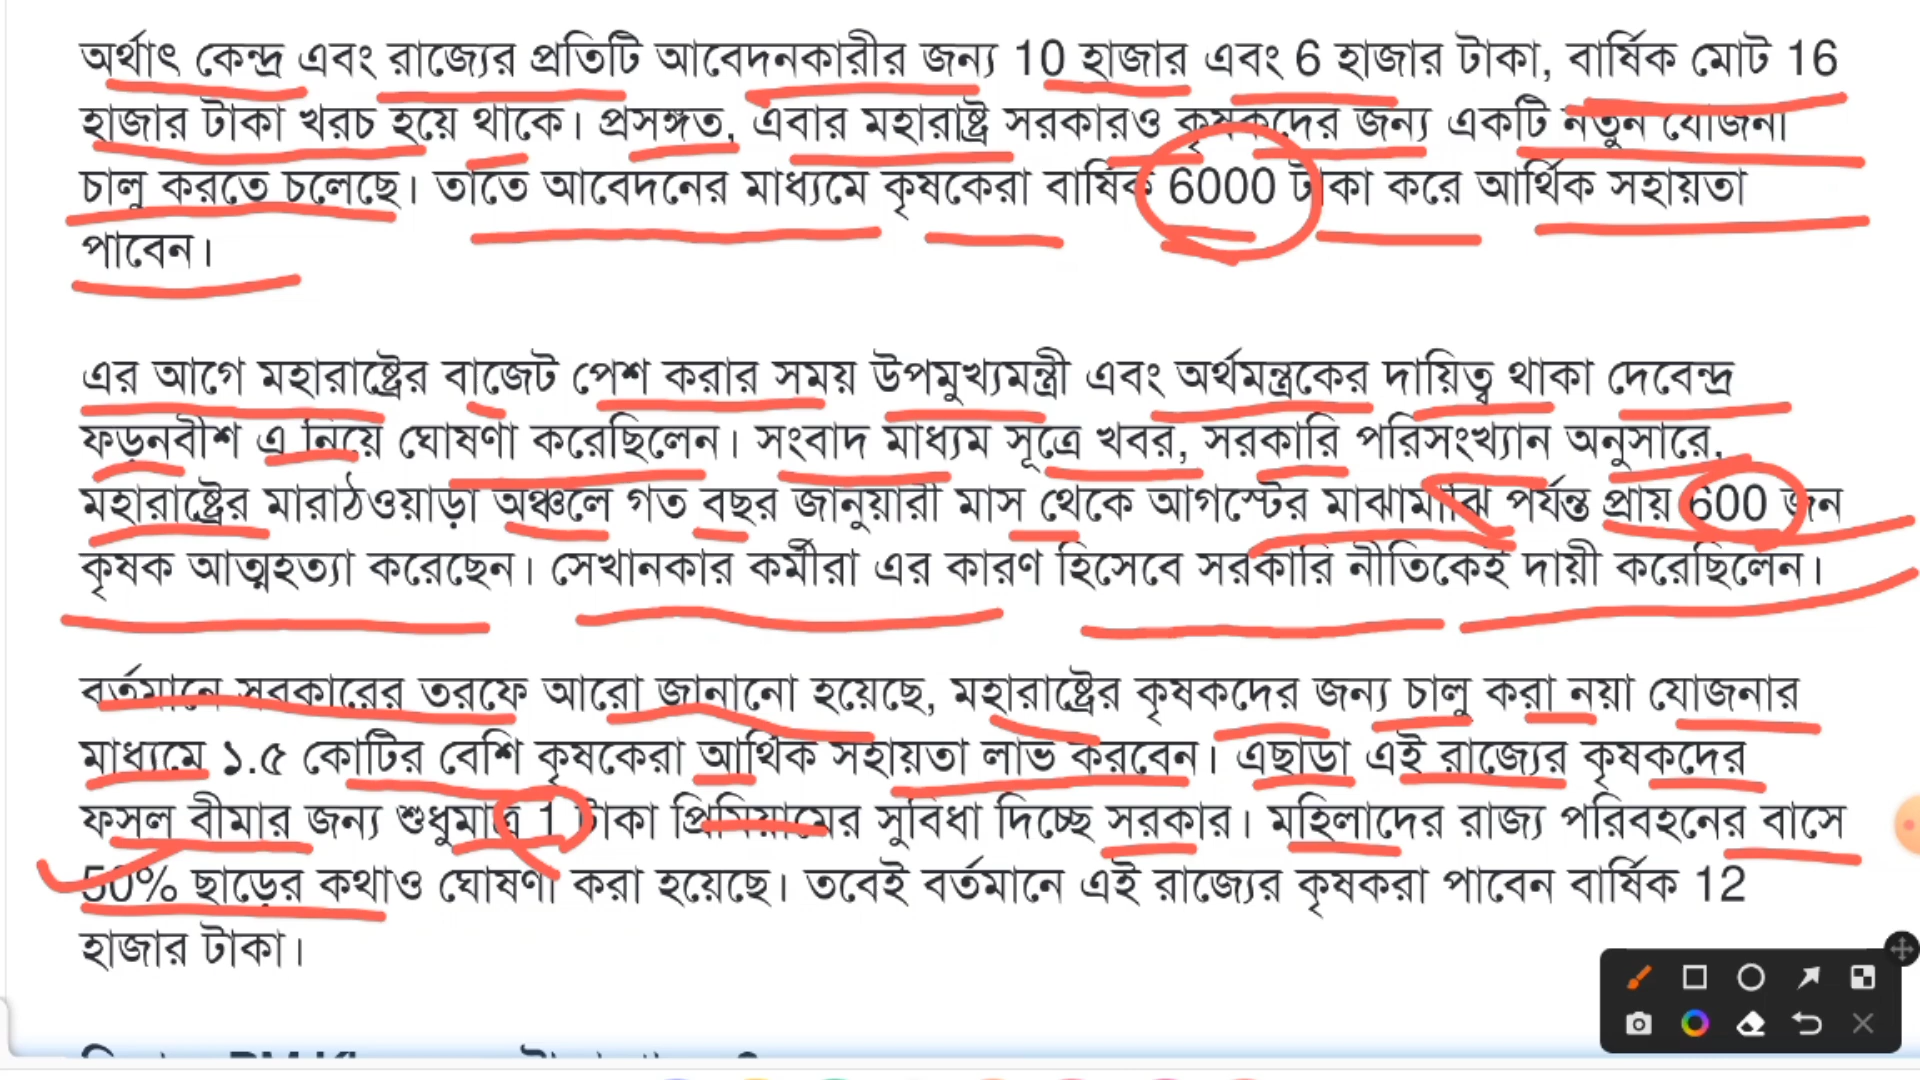 অর্থাৎ কেন্দ্র এবং রাজ্যের প্রতিটি আবেদনকারীর জন্য 10 হাজার এবং 6 হাজার টাকা, বার্ষিক মোট 16
হাজার টাকা খরচ হয়ে থাকে। প্রসঙ্গত, এবার মহারাষ্ট্র সরকারও কৃষকদের জন্য একটি নতুন যোজনা
চালু করতে চলেছে। তাতে আবেদনের মাধ্যমে কৃষকেরা বার্ষিক 6000 টাকা করে আর্থিক সহায়তা
পাবেন।
এর আগে মহারাষ্ট্রের বাজেট পেশ করার সময় উপমুখ্যমন্ত্রী এবং অর্থমন্ত্রকের দায়িত্ব থাকা দেবেন্দ্র
ফড়নবীশ এ নিয়ে ঘোষণা করেছিলেন। সংবাদ মাধ্যম সূত্রে খবর, সরকারি পরিসংখ্যান অনুসারে,
মহারাষ্ট্রের মারাঠওয়াড়া অঞ্চলে গত বছর জানুয়ারী মাস থেকে আগস্টের মাঝামাঝি পর্যন্ত প্রায় 600 জন
কৃষক আত্মহত্যা করেছেন। সেখানকার কর্মীরা এর কারণ হিসেবে সরকারি নীতিকেই দায়ী করেছিলেন।
বর্তমানে সরকারের তরফে আরো জানানো হয়েছে, মহারাষ্ট্রের কৃষকদের জন্য চালু করা নয়া যোজনার
মাধ্যমে ১.৫ কোটির বেশি কৃষকেরা আর্থিক সহায়তা লাভ করবেন। এছাড়া এই রাজ্যের কৃষকদের
ফসল বীমার জন্য শুধুমাত্র 1 টাকা প্রিমিয়ামের সুবিধা দিচ্ছে সরকার। মহিলাদের রাজ্য পরিবহনের বাসে
50% ছাড়ের কথাও ঘোষণা করা হয়েছে। তবেই বর্তমানে এই রাজ্যের কৃষকরা পাবেন বার্ষিক 12
হাজার টাকা।